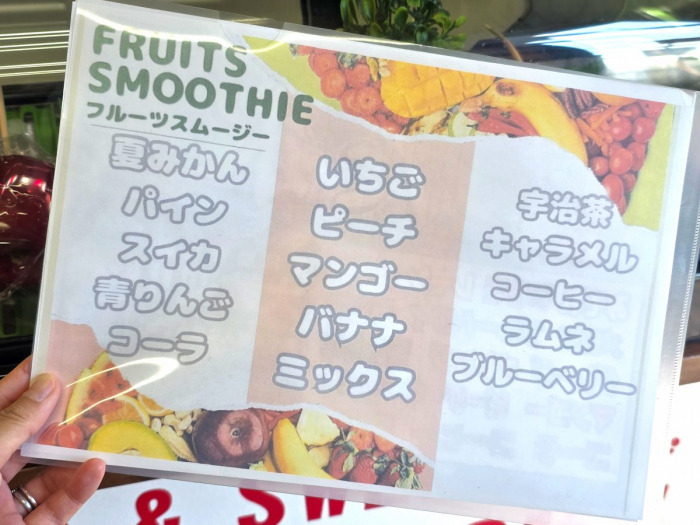 FRUITS
SMOOTHIE
フルーツスムージー
夏みかん
パイン
スイカ
青りんご
コーラ
いちご
ピーチ
マンゴー
バナナ
ミックス
宇治茶
キャラメル
コーヒー
ラムネ
ブルーベリー
&